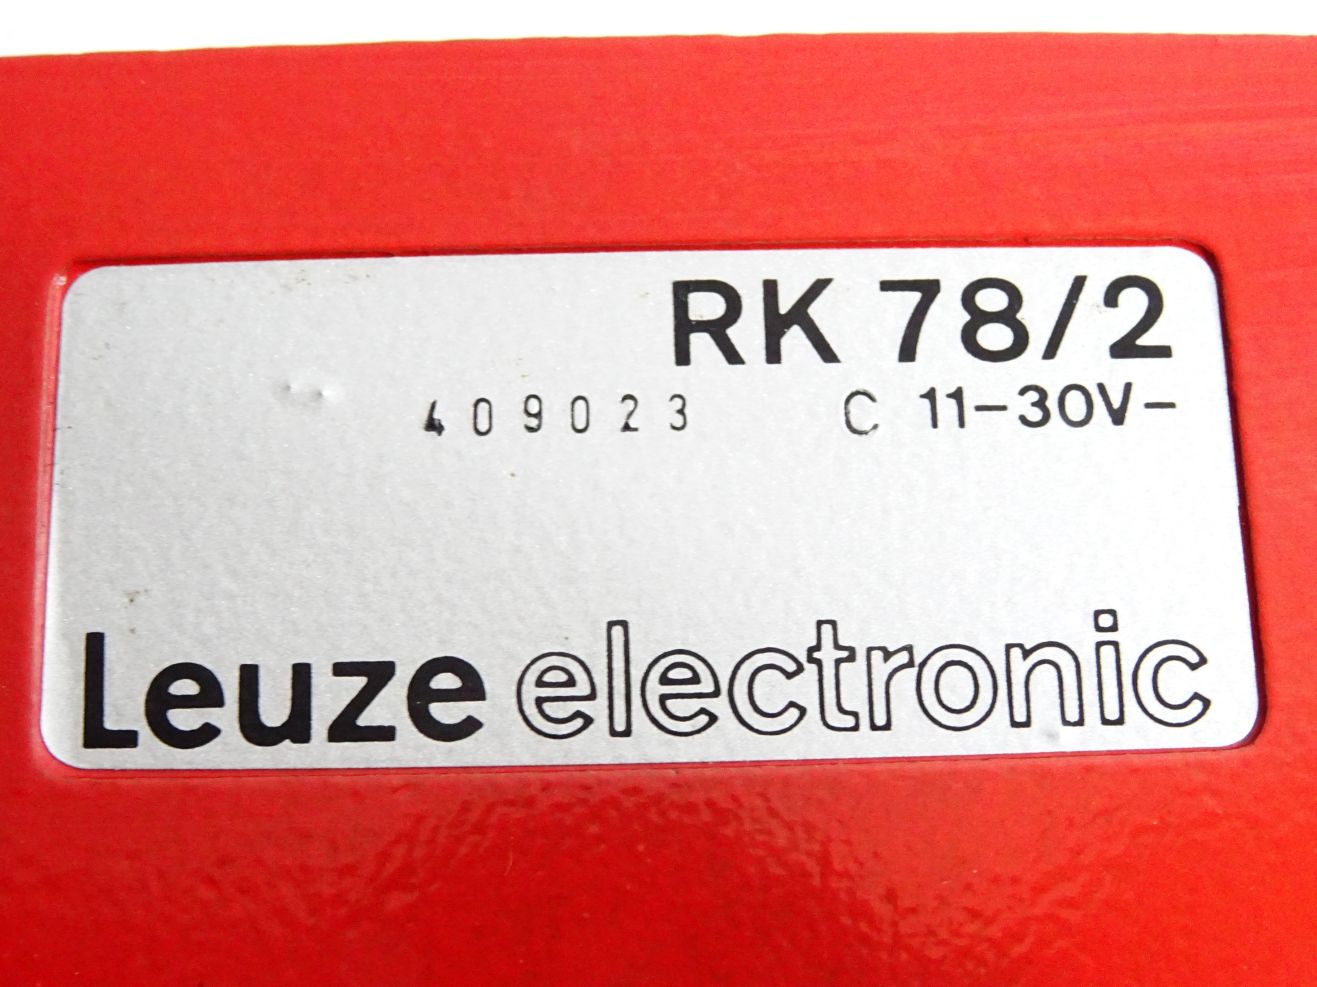 RK 78/2
409023 C 11-30V-
Leuze electronic